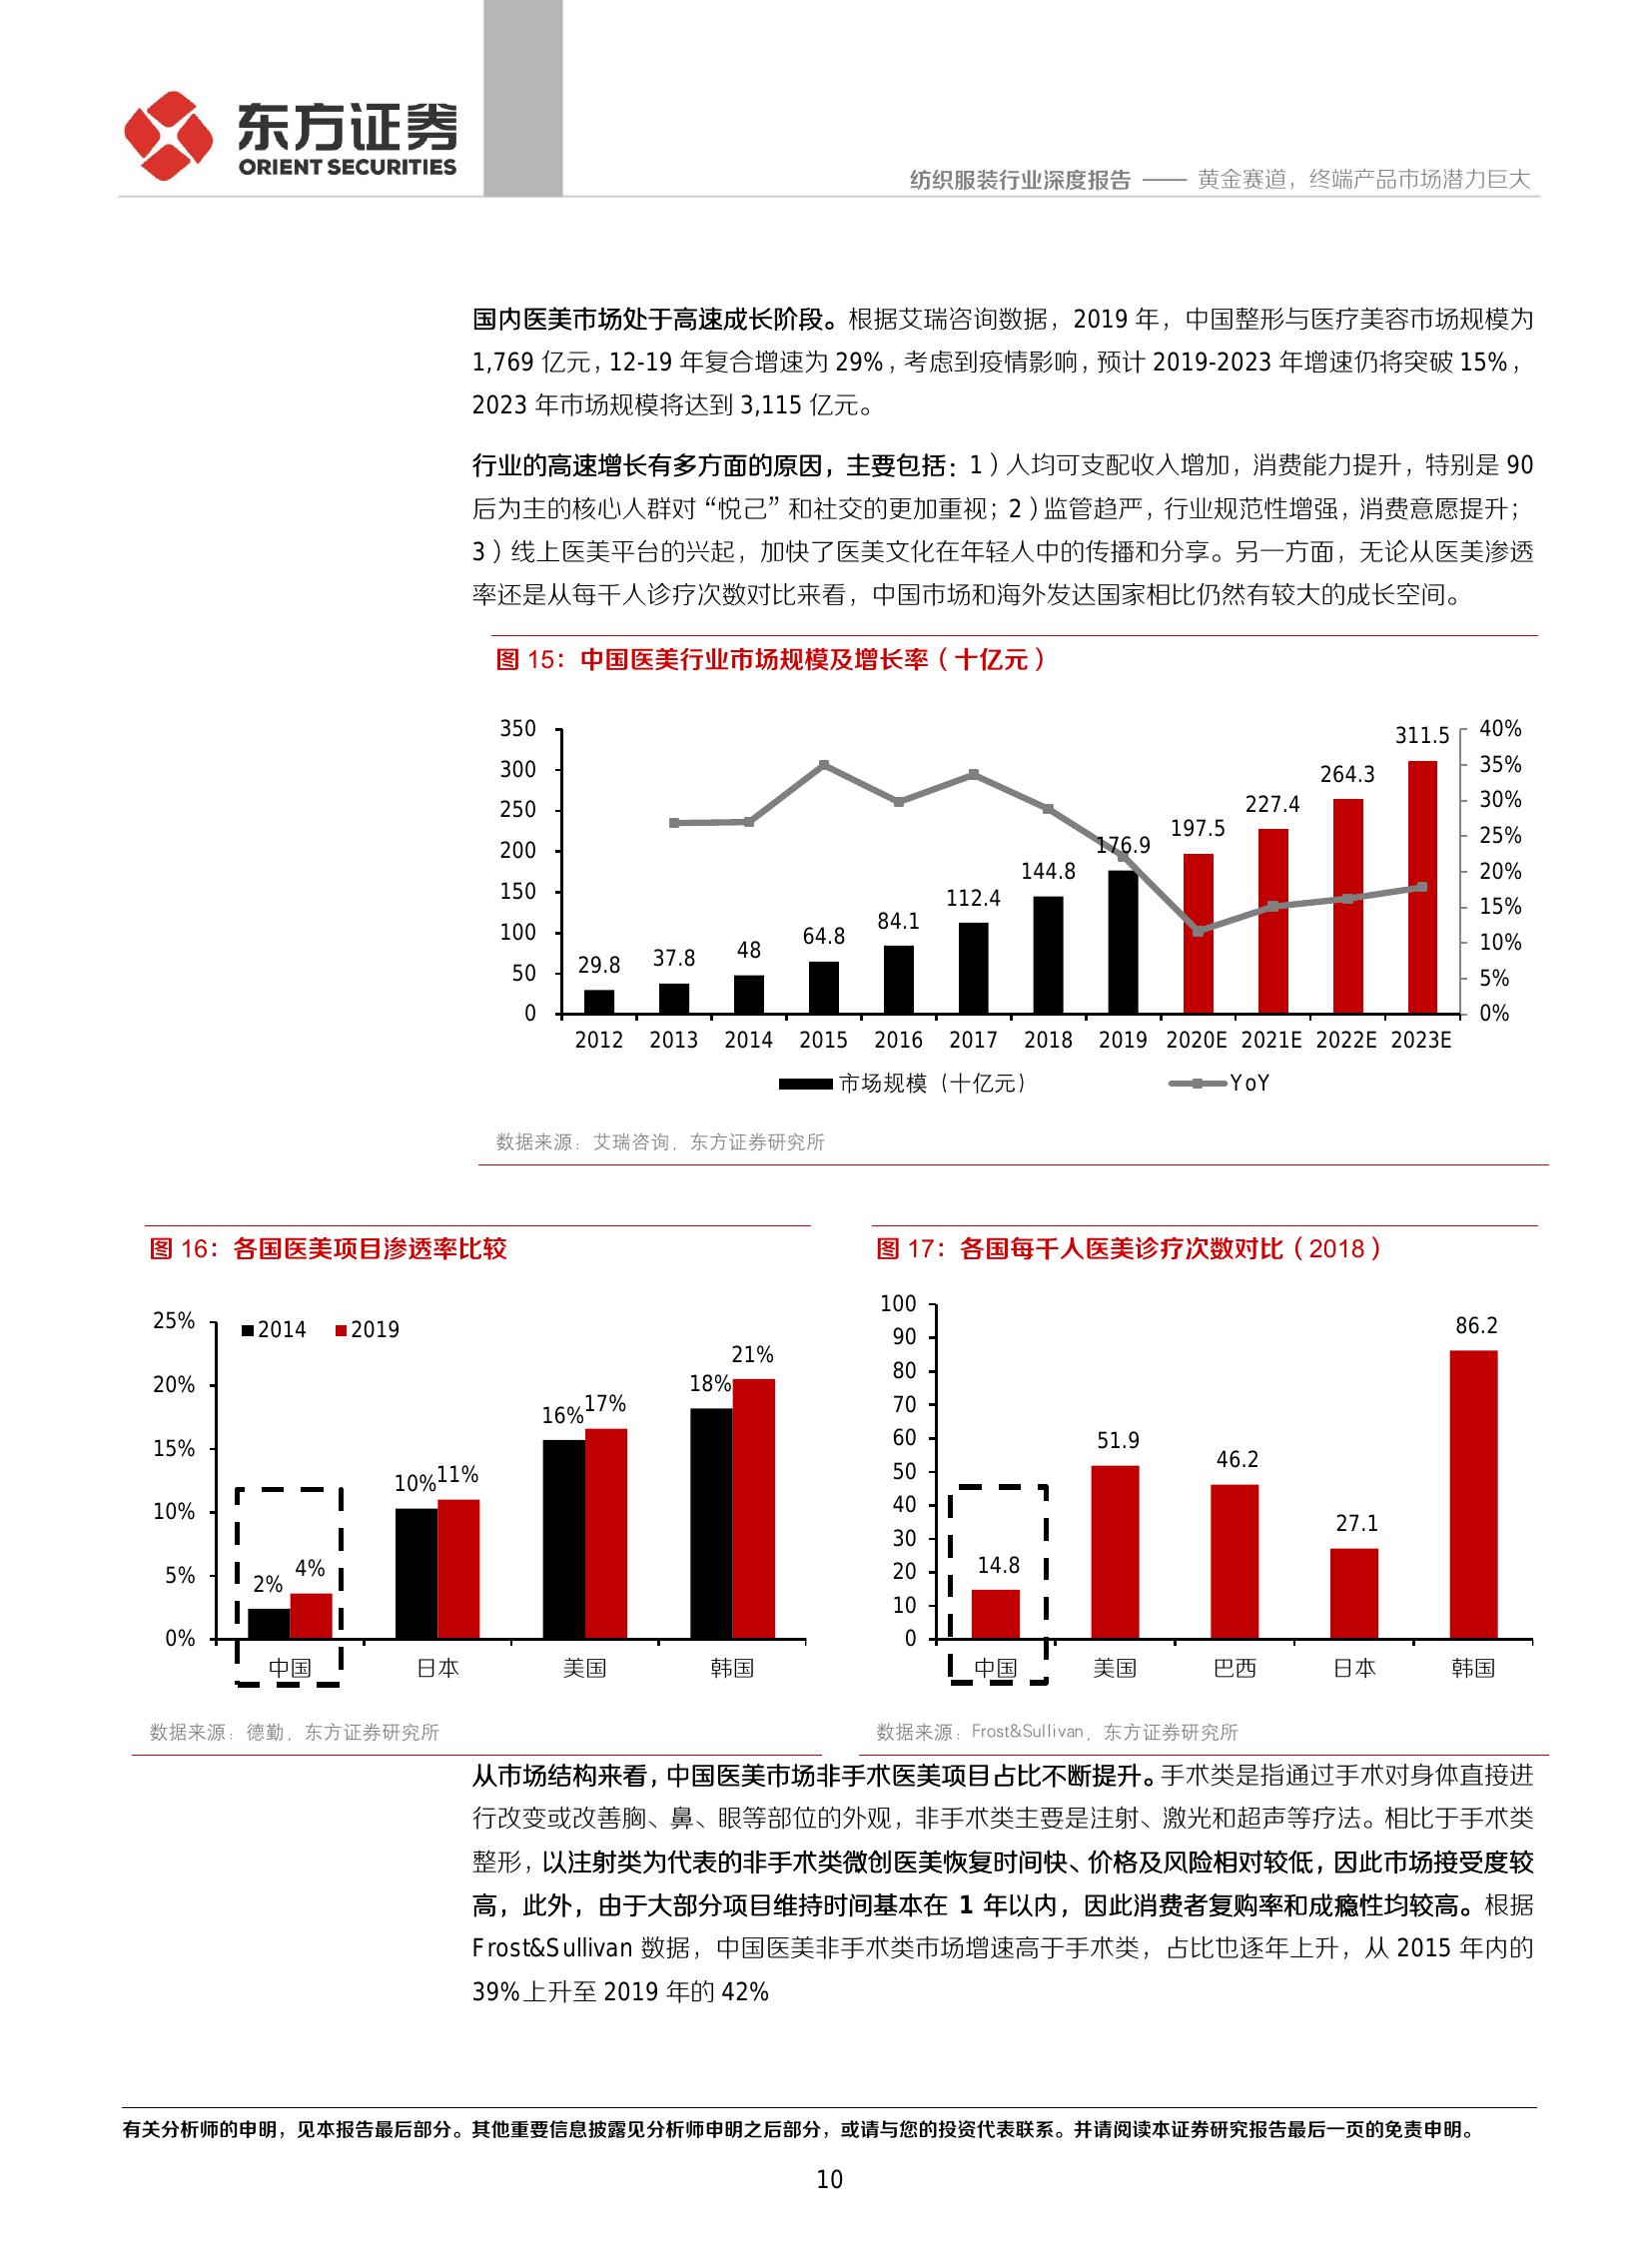 东方证券
ORIENT SECURITIES
纺织服装行业深度报告 —— 黄金赛道，终端产品市场潜力巨大
国内医美市场处于高速成长阶段。根据艾瑞咨询数据，2019 年，中国整形与医疗美容市场规模为
1,769 亿元，12-19 年复合增速为 29%，考虑到疫情影响，预计 2019-2023 年增速仍将突破 15%，
2023 年市场规模将达到 3,115 亿元。
行业的高速增长有多方面的原因，主要包括：1）人均可支配收入增加，消费能力提升，特别是 90
后为主的核心人群对“悦己”和社交的更加重视；2）监管趋严，行业规范性增强，消费意愿提升；
3）线上医美平台的兴起，加快了医美文化在年轻人中的传播和分享。另一方面，无论从医美渗透
率还是从每千人诊疗次数对比来看，中国市场和海外发达国家相比仍然有较大的成长空间。
图 15：中国医美行业市场规模及增长率（十亿元）
350 300 250 200 150 100 50 0
29.8 37.8 48 64.8 84.1 112.4 144.8 176.9 197.5 227.4 264.3 311.5
40% 35% 30% 25% 20% 15% 10% 5% 0%
2012 2013 2014 2015 2016 2017 2018 2019 2020E 2021E 2022E 2023E
市场规模（十亿元） YoY
数据来源：艾瑞咨询，东方证券研究所
图 16：各国医美项目渗透率比较
25% 20% 15% 10% 5% 0%
2014 2019
2% 4% 10% 11% 16% 17% 18% 21%
中国 日本 美国 韩国
数据来源：德勤，东方证券研究所
图 17：各国每千人医美诊疗次数对比（2018）
100 90 80 70 60 50 40 30 20 10 0
14.8 51.9 46.2 27.1 86.2
中国 美国 巴西 日本 韩国
数据来源：Frost&Sullivan，东方证券研究所
从市场结构来看，中国医美市场非手术医美项目占比不断提升。手术类是指通过手术对身体直接进
行改变或改善胸、鼻、眼等部位的外观，非手术类主要是注射、激光和超声等疗法。相比于手术类
整形，以注射类为代表的非手术类微创医美恢复时间快、价格及风险相对较低，因此市场接受度较
高，此外，由于大部分项目维持时间基本在 1 年以内，因此消费者复购率和成瘾性均较高。根据
Frost&Sullivan 数据，中国医美非手术类市场增速高于手术类，占比也逐年上升，从 2015 年内的
39%上升至 2019 年的 42%
有关分析师的申明，见本报告最后部分。其他重要信息披露见分析师申明之后部分，或请与您的投资代表联系。并请阅读本证券研究报告最后一页的免责申明。
10